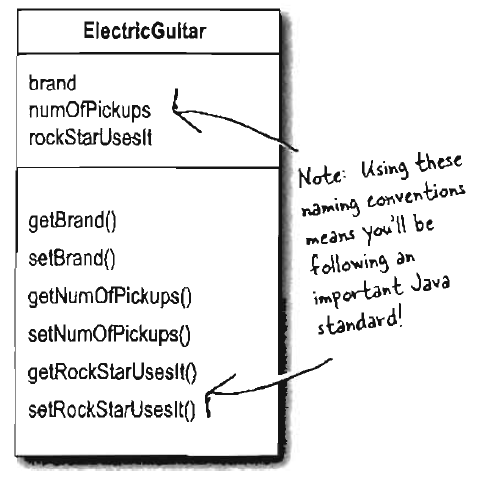 ElectricGuitar
brand
numOfPickups
rockStarUsesIt
getBrand()
setBrand()
getNumOfPickups()
setNumOfPickups()
getRockStarUsesIt()
setRockStarUsesIt()
Note: Using these
naming conventions
means you'll be
following an
important Java
standard!